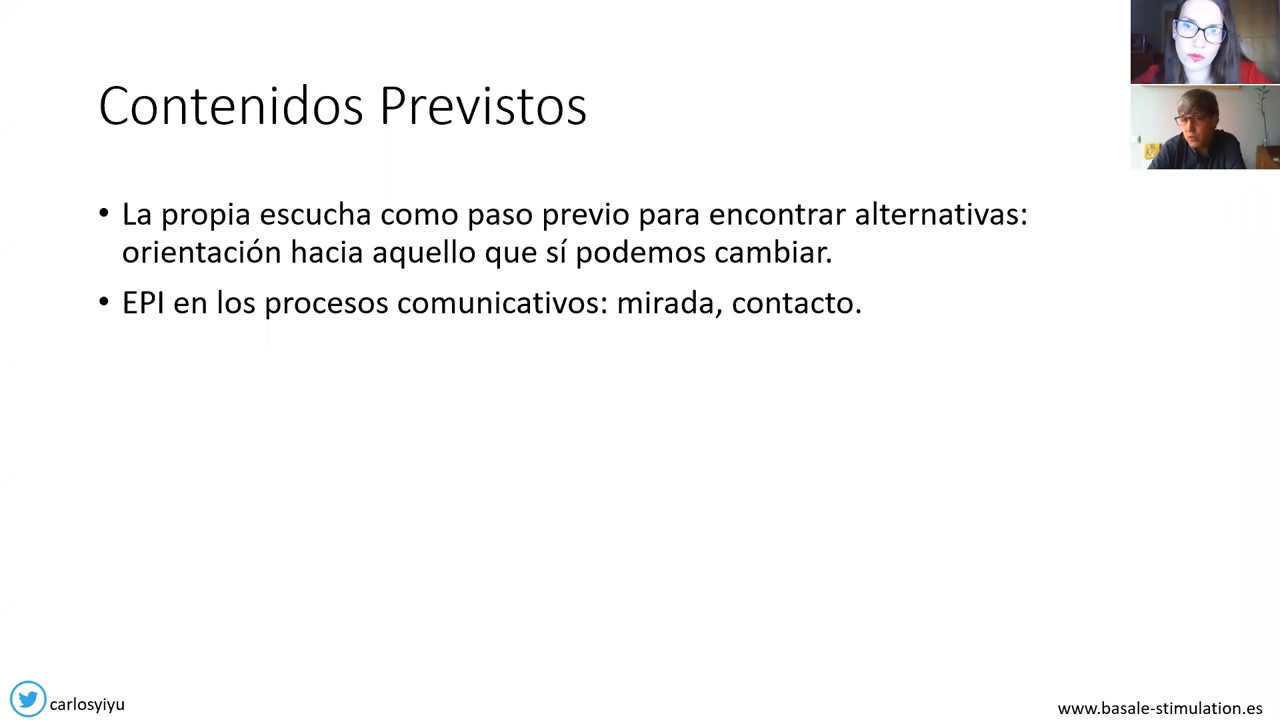 Contenidos Previstos
• La propia escucha como paso previo para encontrar alternativas:
orientación hacia aquello que sí podemos cambiar.
• EPI en los procesos comunicativos: mirada, contacto.
carlosyiyu
www.basale-stimulation.es